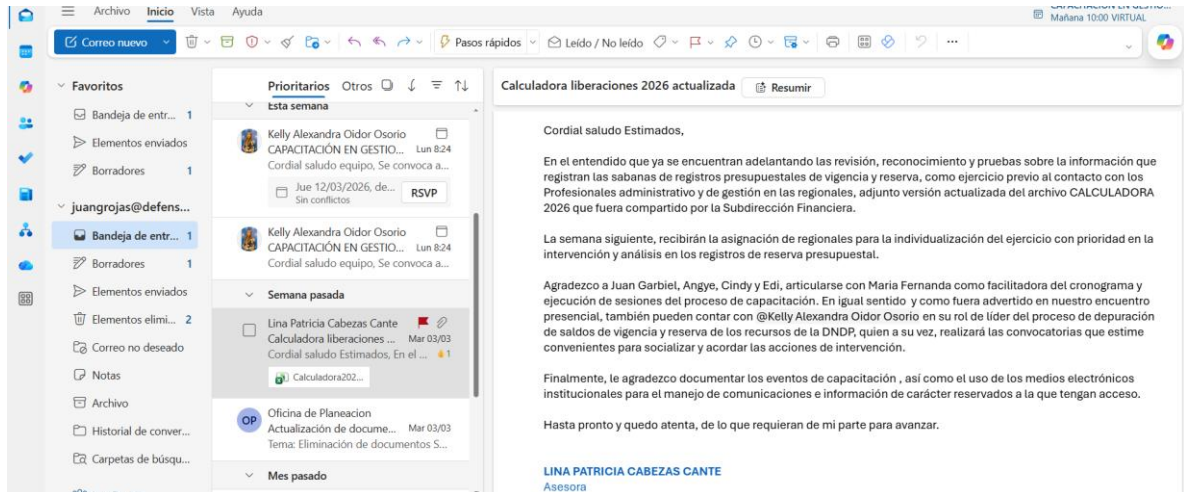 Mañana 10:00 VIRTUAL
Archivo Inicio Vista Ayuda
Correo nuevo
Pasos rápidos
Leído / No leído
Favoritos
Bandeja de entr... 1
Elementos enviados
Borradores 1
juangrojas@defens...
Bandeja de entr... 1
Borradores 1
Elementos enviados
Elementos elimi... 2
Correo no deseado
Notas
Archivo
Historial de conver...
Carpetas de búsqu...
Prioritarios Otros
Esta semana
Kelly Alexandra Oidor Osorio
CAPACITACIÓN EN GESTIO... Lun 8:24
Cordial saludo equipo, Se convoca a...
Jue 12/03/2026, de...
Sin conflictos
RSVP
Kelly Alexandra Oidor Osorio
CAPACITACIÓN EN GESTIO... Lun 8:24
Cordial saludo equipo, Se convoca a...
Semana pasada
Lina Patricia Cabezas Cante
Calculadora liberaciones ... Mar 03/03
Cordial saludo Estimados, En el ... 1
Calculadora202...
OP
Oficina de Planeacion
Actualización de docume... Mar 03/03
Tema: Eliminación de documentos S...
Mes pasado
Calculadora liberaciones 2026 actualizada
Resumir
Cordial saludo Estimados,
En el entendido que ya se encuentran adelantando las revisión, reconocimiento y pruebas sobre la información que
registran las sabanas de registros presupuestales de vigencia y reserva, como ejercicio previo al contacto con los
Profesionales administrativo y de gestión en las regionales, adjunto versión actualizada del archivo CALCULADORA
2026 que fuera compartido por la Subdirección Financiera.
La semana siguiente, recibirán la asignación de regionales para la individualización del ejercicio con prioridad en la
intervención y análisis en los registros de reserva presupuestal.
Agradezco a Juan Garbiel, Angye, Cindy y Edi, articularse con Maria Fernanda como facilitadora del cronograma y
ejecución de sesiones del proceso de capacitación. En igual sentido y como fuera advertido en nuestro encuentro
presencial, también pueden contar con @Kelly Alexandra Oidor Osorio en su rol de líder del proceso de depuración
de saldos de vigencia y reserva de los recursos de la DNDP, quien a su vez, realizará las convocatorias que estime
convenientes para socializar y acordar las acciones de intervención.
Finalmente, le agradezco documentar los eventos de capacitación , así como el uso de los medios electrónicos
institucionales para el manejo de comunicaciones e información de carácter reservados a la que tengan acceso.
Hasta pronto y quedo atenta, de lo que requieran de mi parte para avanzar.
LINA PATRICIA CABEZAS CANTE
Asesora